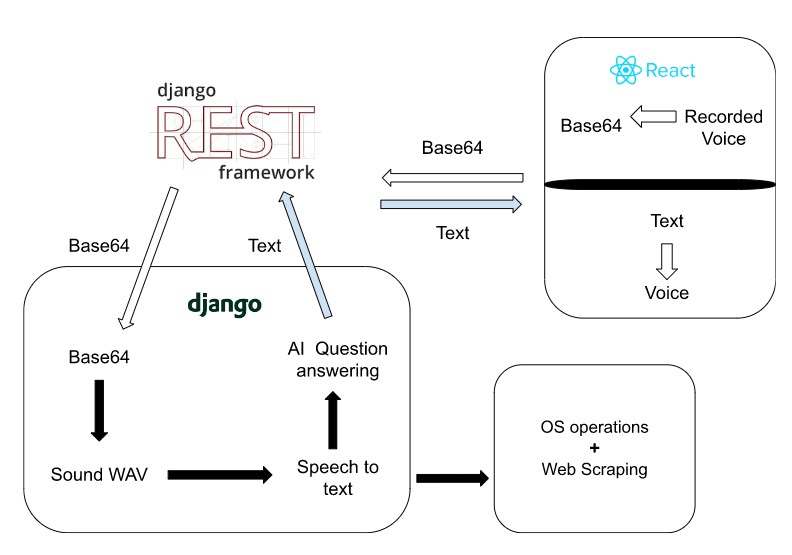 django
REST
framework
Base64
Text
React
Base64
Recorded
Voice
Text
Voice
Base64
Text
django
Base64
AI Question
answering
Sound WAV
Speech to
text
OS operations
+
Web Scraping